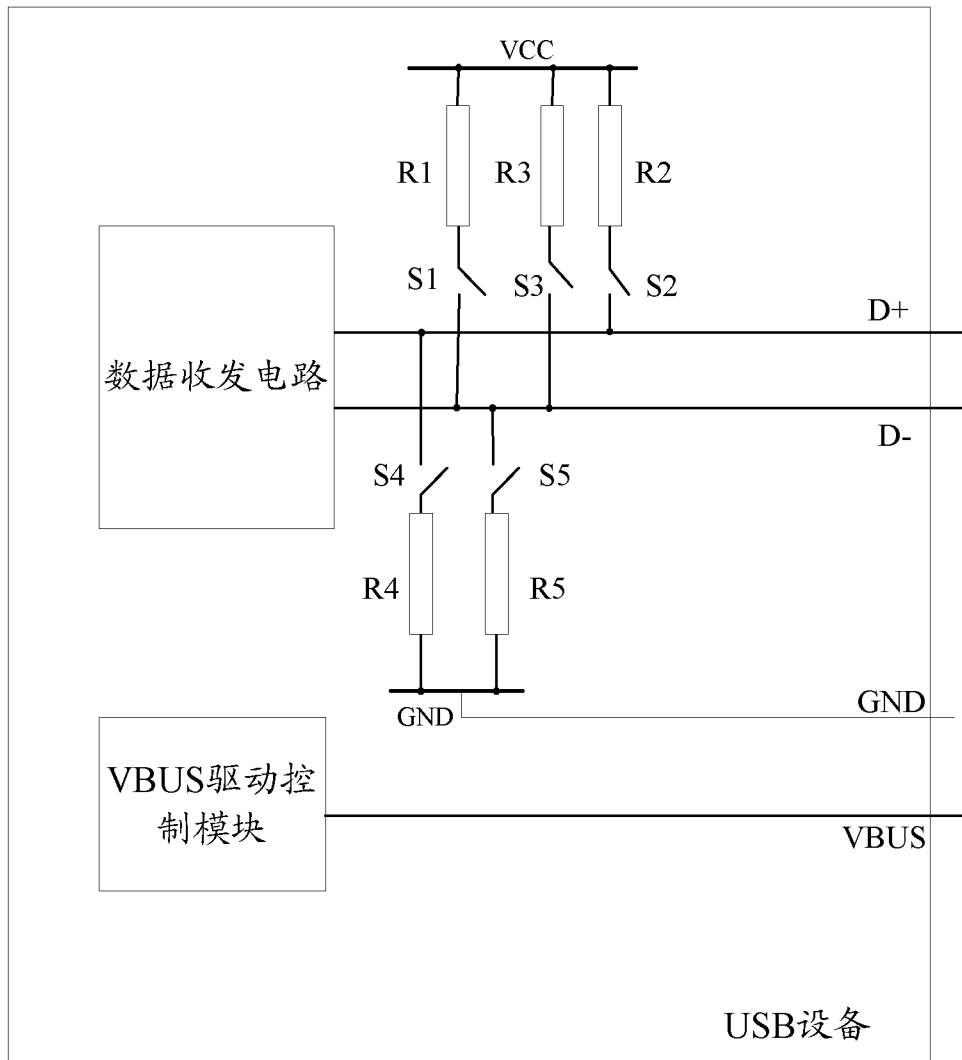 VCC
R1
R3
R2
S1
S3
S2
D+
数据收发电路
D-
S4
S5
R4
R5
GND
GND
VBUS驱动控
制模块
VBUS
USB设备